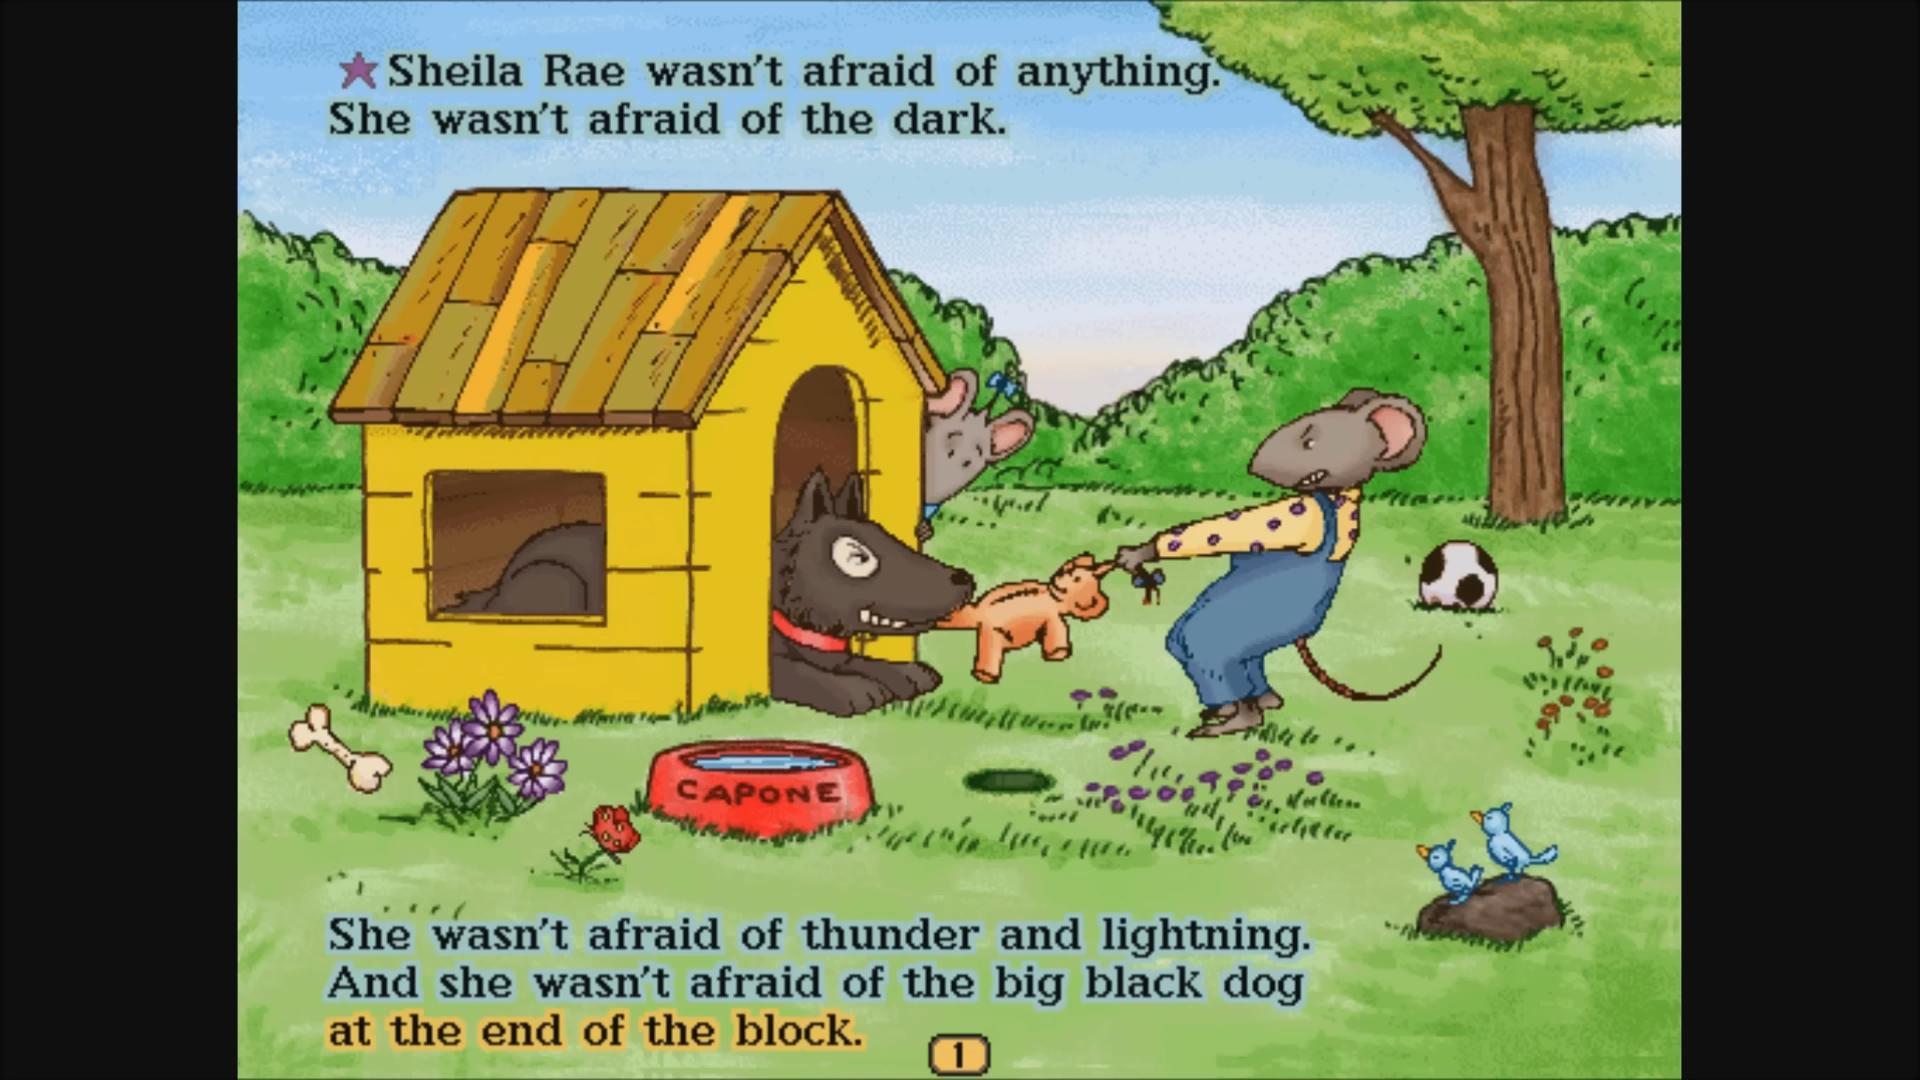 Sheila Rae wasn't afraid of anything.
She wasn't afraid of the dark.
CAPONE
She wasn't afraid of thunder and lightning.
And she wasn't afraid of the big black dog
at the end of the block.
1